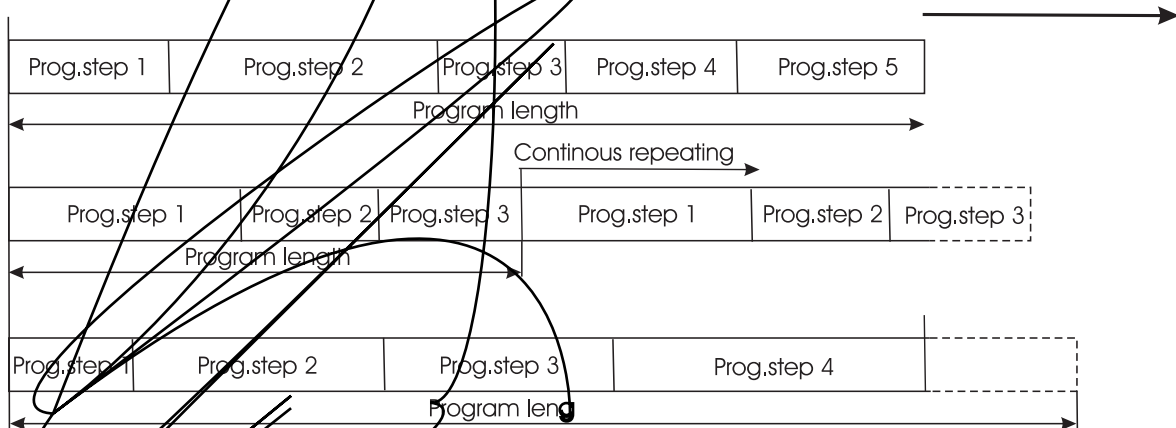 Prog.step 1 Prog.step 2 Prog.step 3 Prog.step 4 Prog.step 5
Program length
Continous repeating
Prog.step 1 Prog.step 2 Prog.step 3 Prog.step 1 Prog.step 2 Prog.step 3
Program length
Prog.step 1 Prog.step 2 Prog.step 3 Prog.step 4
Program leng